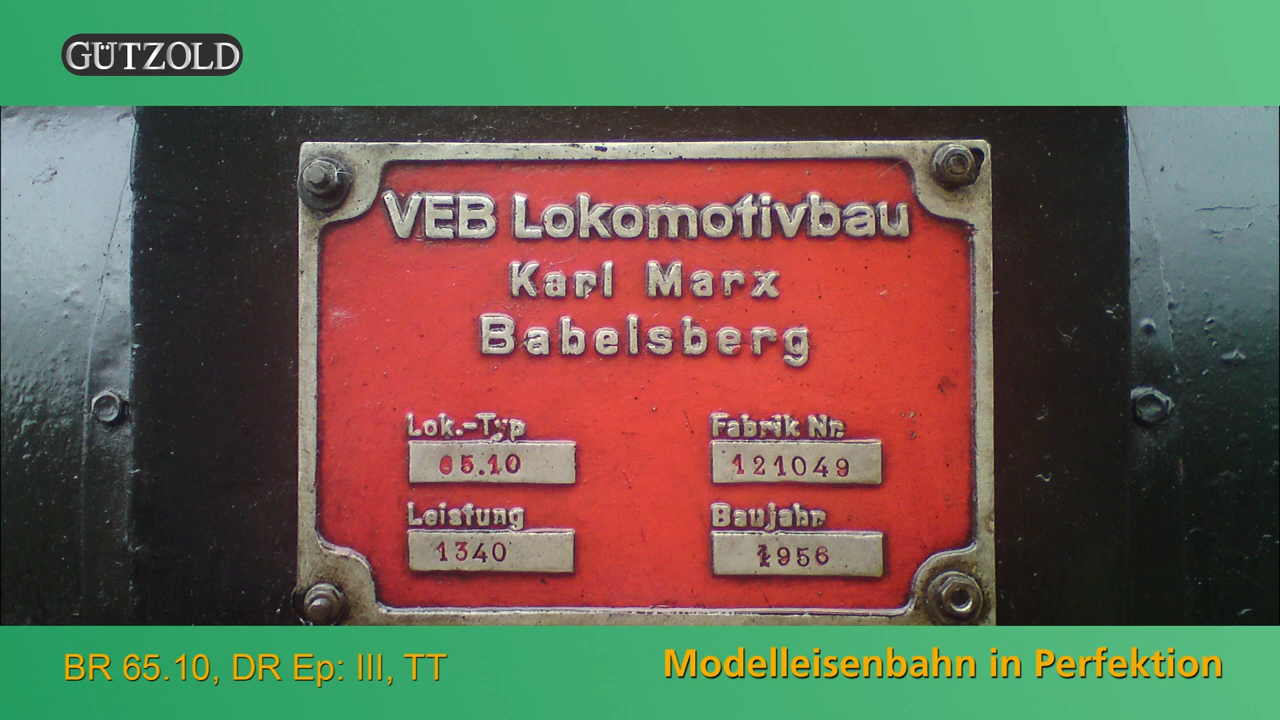 GÜTZOLD
VEB Lokomotivbau
Karl Marx
Babelsberg
Lok.-Typ
65.10
Fabrik Nr.
121049
Leistung
1340
Baujahr
1956
BR 65.10, DR Ep: III, TT
Modelleisenbahn in Perfektion